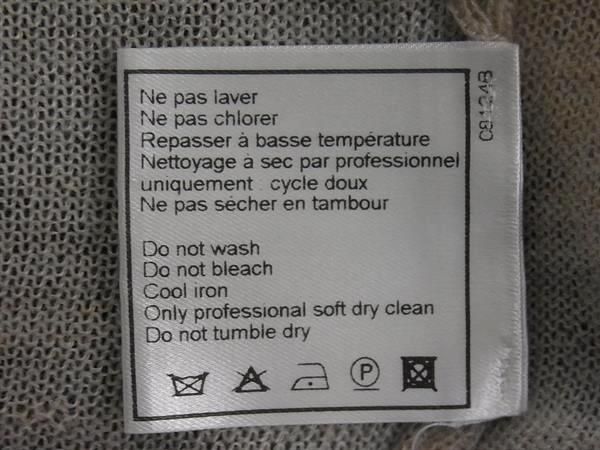 Ne pas laver
Ne pas chlorer
Repasser à basse température
Nettoyage à sec par professionnel
uniquement : cycle doux
Ne pas sécher en tambour
Do not wash
Do not bleach
Cool iron
Only professional soft dry clean
Do not tumble dry
P